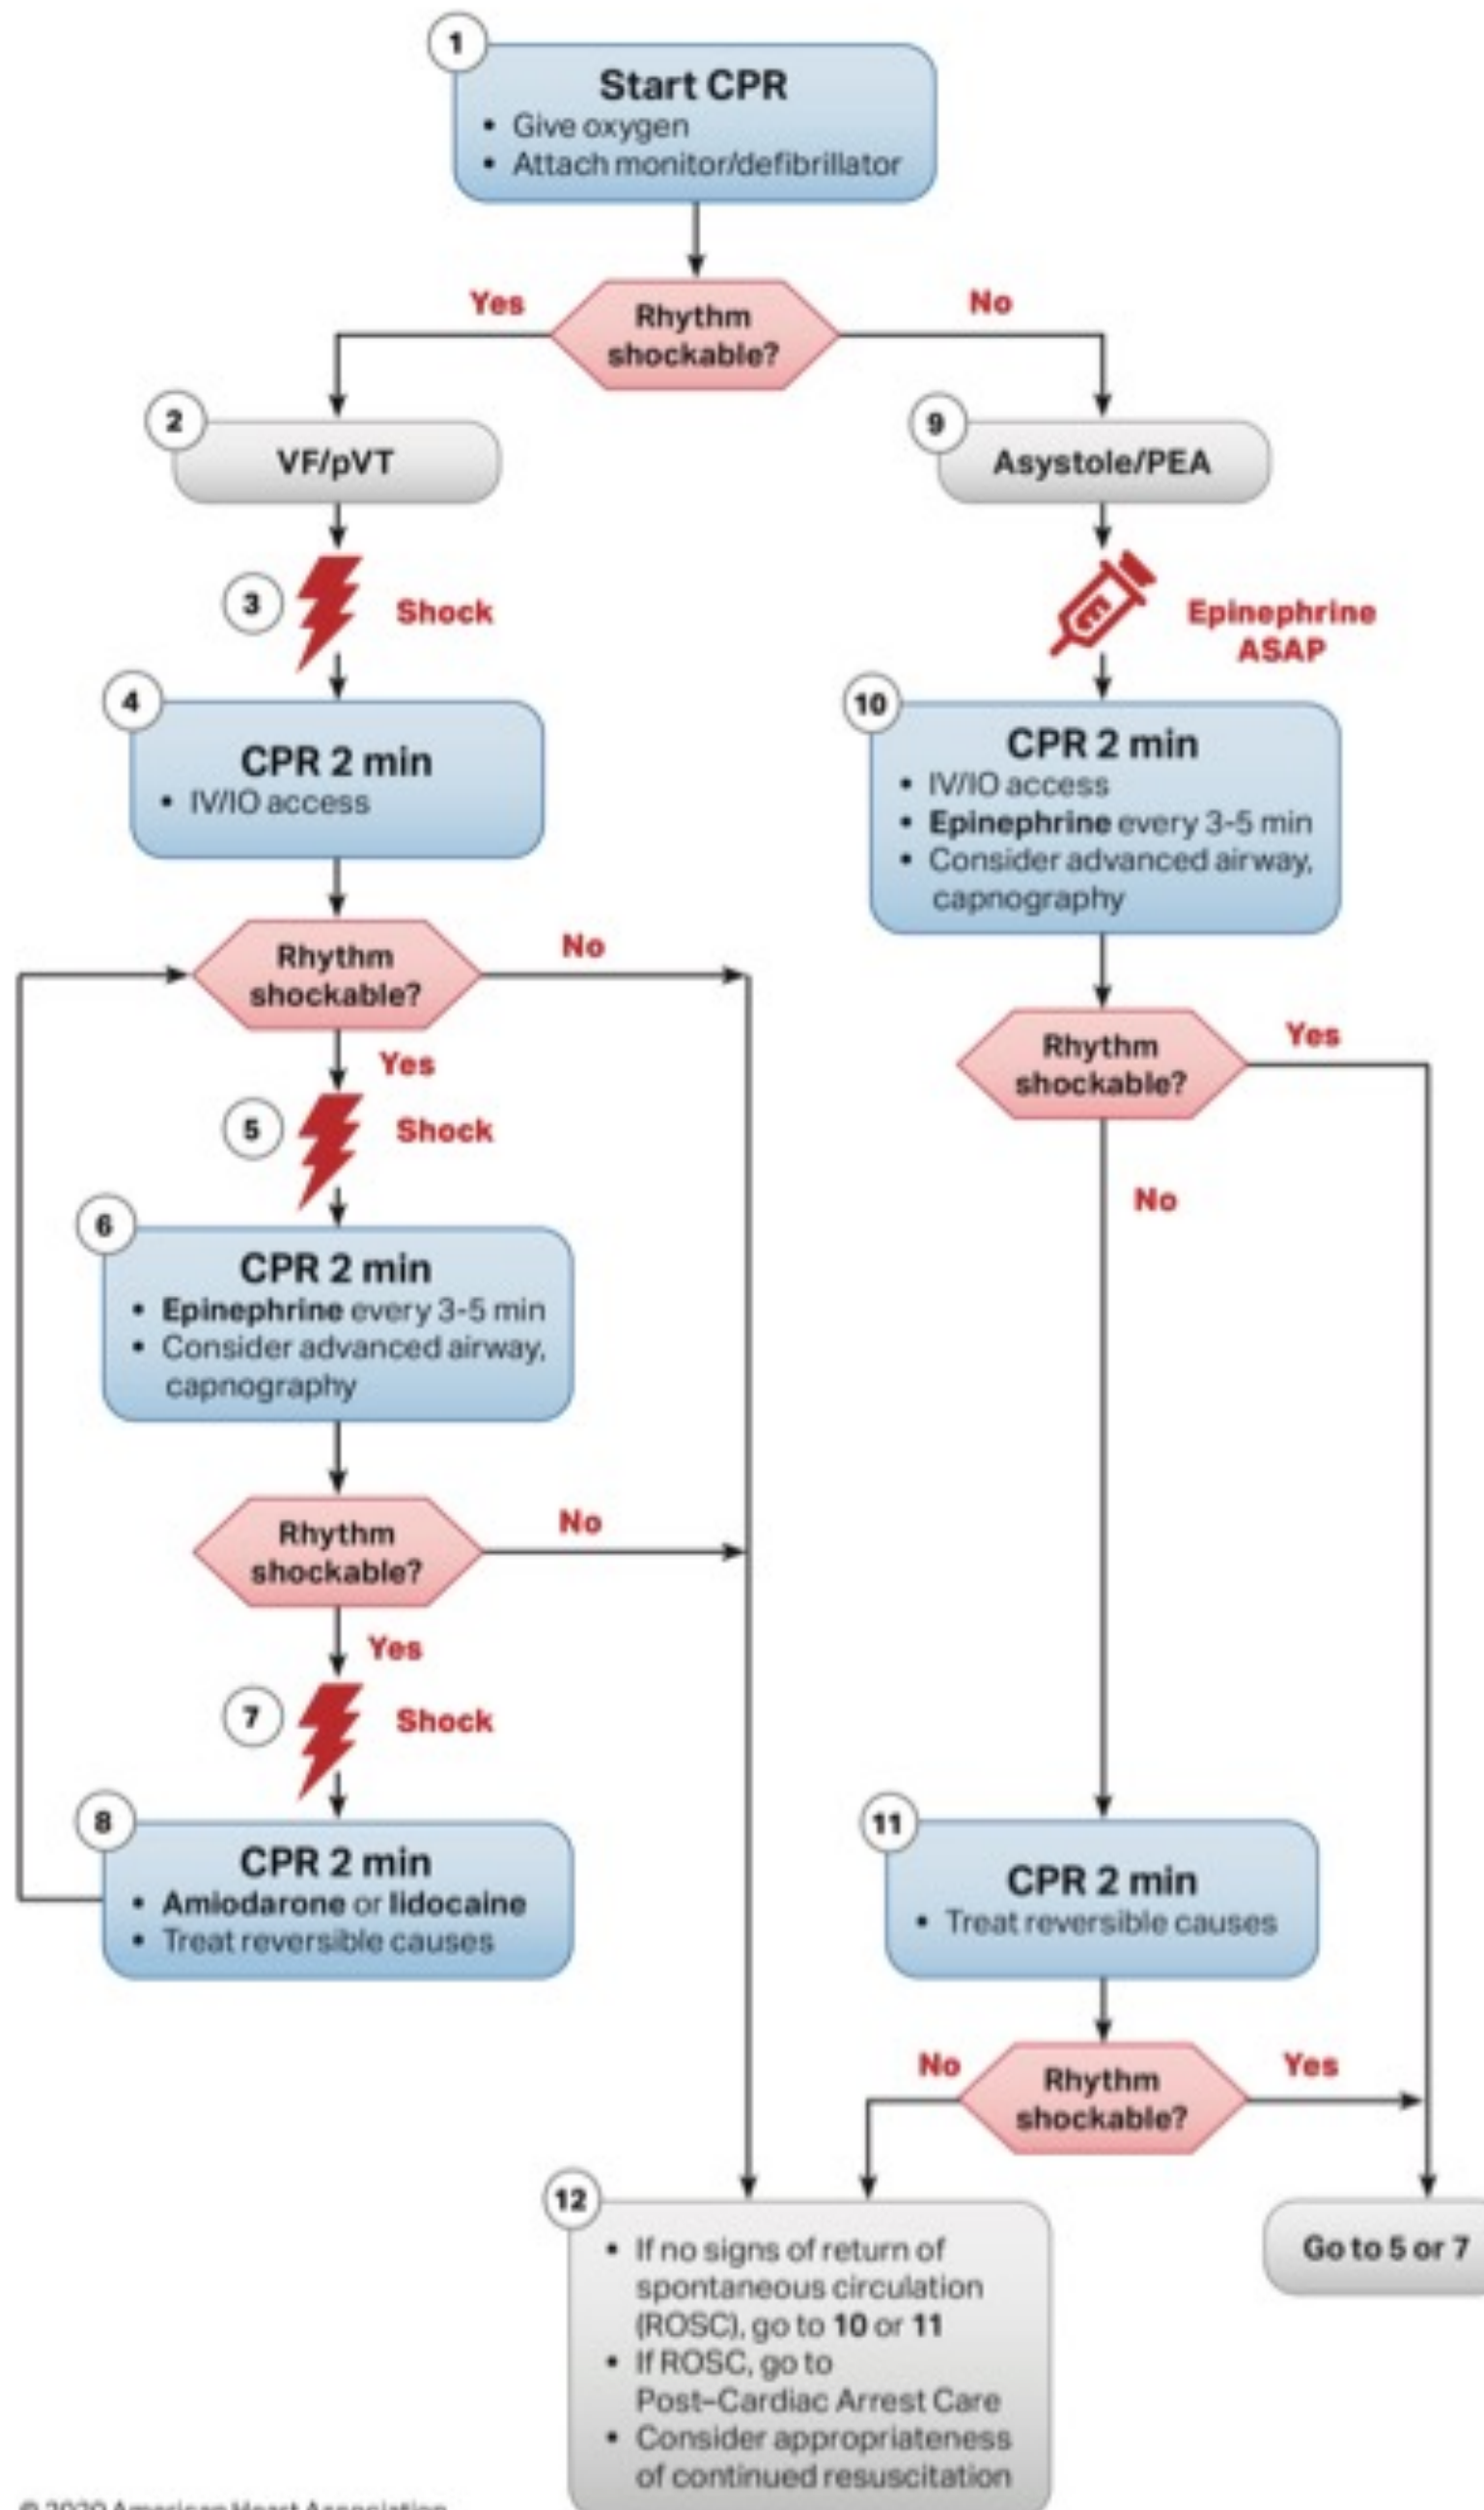 1
Start CPR
• Give oxygen
• Attach monitor/defibrillator
Rhythm
shockable?
Yes
No
2
VF/pVT
3
Shock
4
CPR 2 min
• IV/IO access
Rhythm
shockable?
No
Yes
5
Shock
6
CPR 2 min
• Epinephrine every 3-5 min
• Consider advanced airway,
capnography
Rhythm
shockable?
No
Yes
7
Shock
8
CPR 2 min
• Amiodarone or lidocaine
• Treat reversible causes
9
Asystole/PEA
Epinephrine
ASAP
10
CPR 2 min
• IV/IO access
• Epinephrine every 3-5 min
• Consider advanced airway,
capnography
Rhythm
shockable?
Yes
No
11
CPR 2 min
• Treat reversible causes
Rhythm
shockable?
No
Yes
12
• If no signs of return of
spontaneous circulation
(ROSC), go to 10 or 11
• If ROSC, go to
Post–Cardiac Arrest Care
• Consider appropriateness
of continued resuscitation
Go to 5 or 7
© 2020 American Heart Association